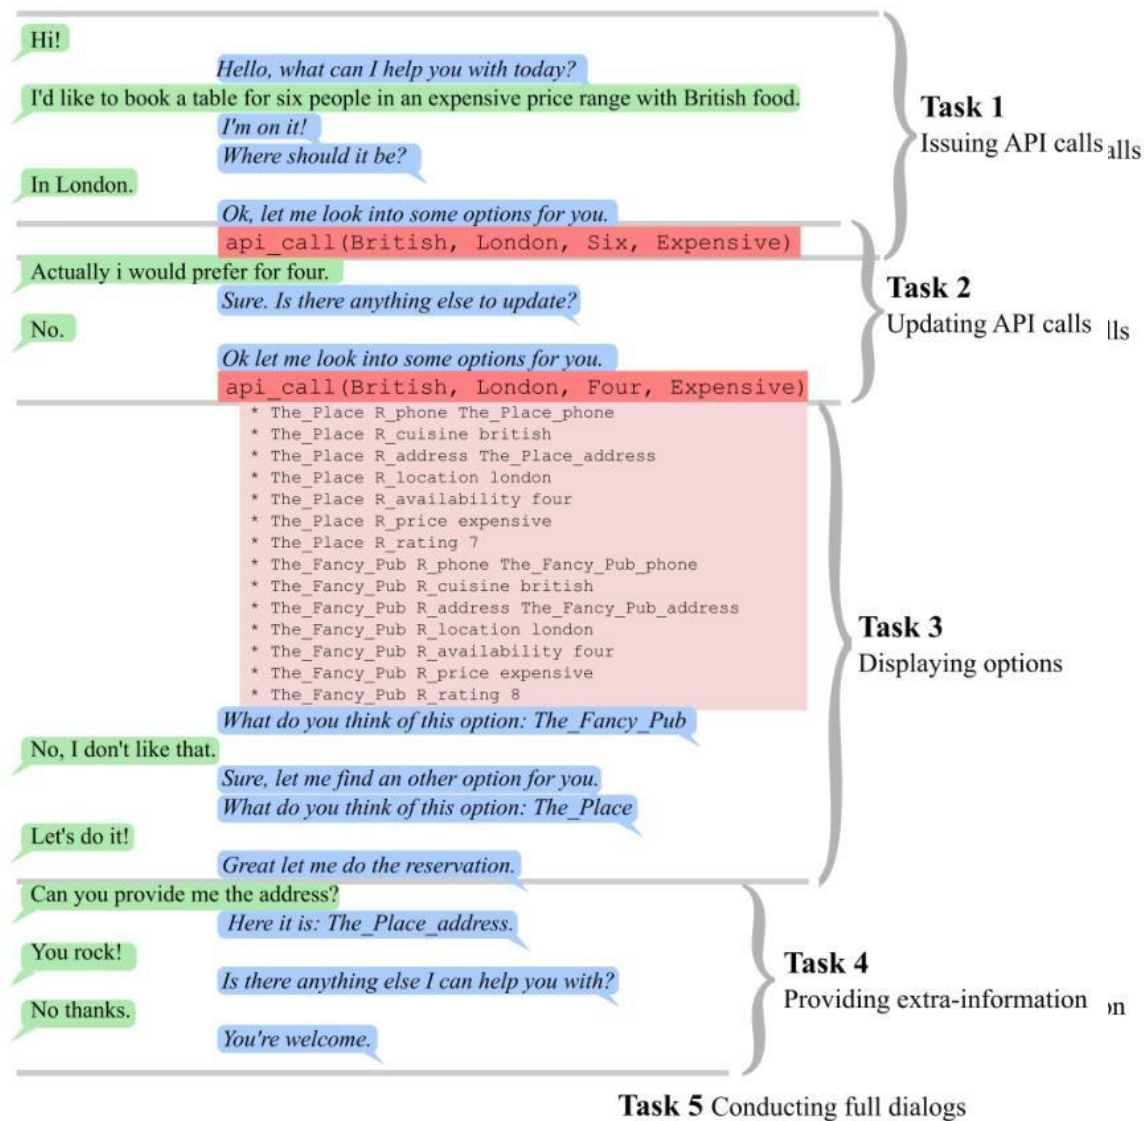 Hi!
Hello, what can I help you with today?
I'd like to book a table for six people in an expensive price range with British food.
I'm on it!
Where should it be?
In London.
Ok, let me look into some options for you.
api_call(British, London, Six, Expensive)
Task 1
Issuing API calls
alls
Actually i would prefer for four.
Sure. Is there anything else to update?
No.
Ok let me look into some options for you.
api_call(British, London, Four, Expensive)
Task 2
Updating API calls
lls
* The_Place R_phone The_Place_phone
* The_Place R_cuisine british
* The_Place R_address The_Place_address
* The_Place R_location london
* The_Place R_availability four
* The_Place R_price expensive
* The_Place R_rating 7
* The_Fancy_Pub R_phone The_Fancy_Pub_phone
* The_Fancy_Pub R_cuisine british
* The_Fancy_Pub R_address The_Fancy_Pub_address
* The_Fancy_Pub R_location london
* The_Fancy_Pub R_availability four
* The_Fancy_Pub R_price expensive
* The_Fancy_Pub R_rating 8
What do you think of this option: The_Fancy_Pub
No, I don't like that.
Sure, let me find an other option for you.
What do you think of this option: The_Place
Let's do it!
Great let me do the reservation.
Task 3
Displaying options
Can you provide me the address?
Here it is: The_Place_address.
You rock!
Is there anything else I can help you with?
No thanks.
You're welcome.
Task 4
Providing extra-information
on
Task 5 Conducting full dialogs